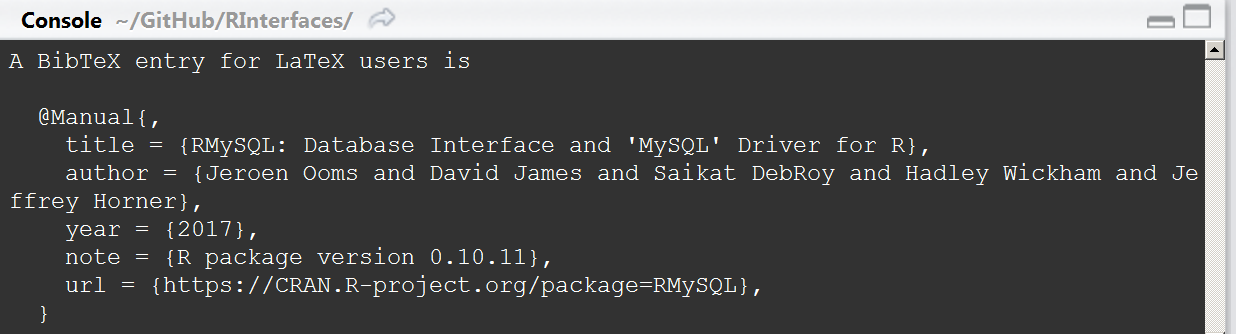 Console ~/GitHub/RInterfaces/
A BibTeX entry for LaTeX users is
@Manual{,
title = {RMySQL: Database Interface and 'MySQL' Driver for R},
author = {Jeroen Ooms and David James and Saikat DebRoy and Hadley Wickham and Je
ffrey Horner},
year = {2017},
note = {R package version 0.10.11},
url = {https://CRAN.R-project.org/package=RMySQL},
}